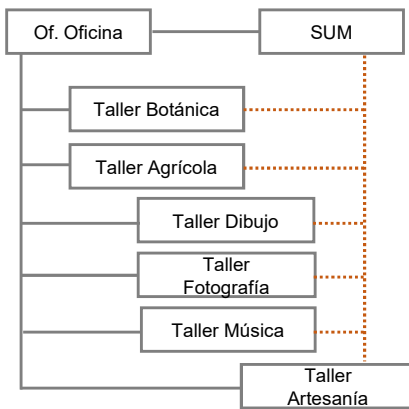 Of. Oficina
SUM
Taller Botánica
Taller Agrícola
Taller Dibujo
Taller
Fotografía
Taller Música
Taller
Artesanía